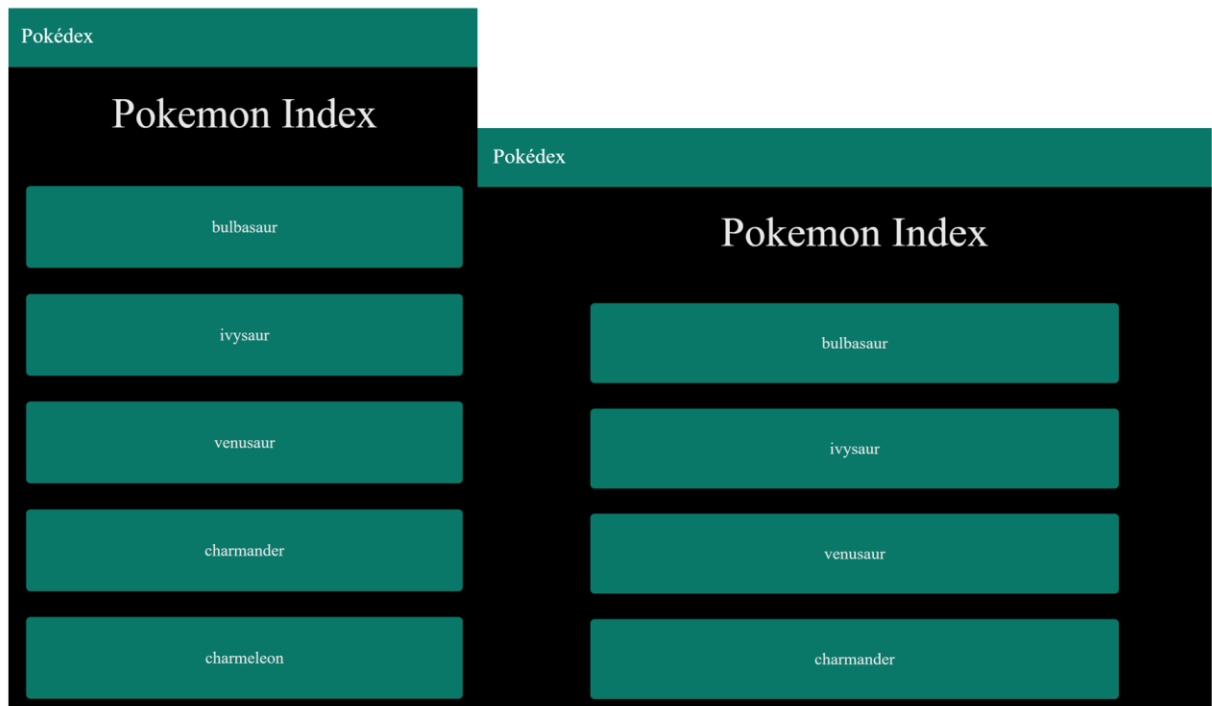 Pokédex
Pokemon Index
bulbasaur
ivysaur
venusaur
charmander
charmeleon
Pokédex
Pokemon Index
bulbasaur
ivysaur
venusaur
charmander